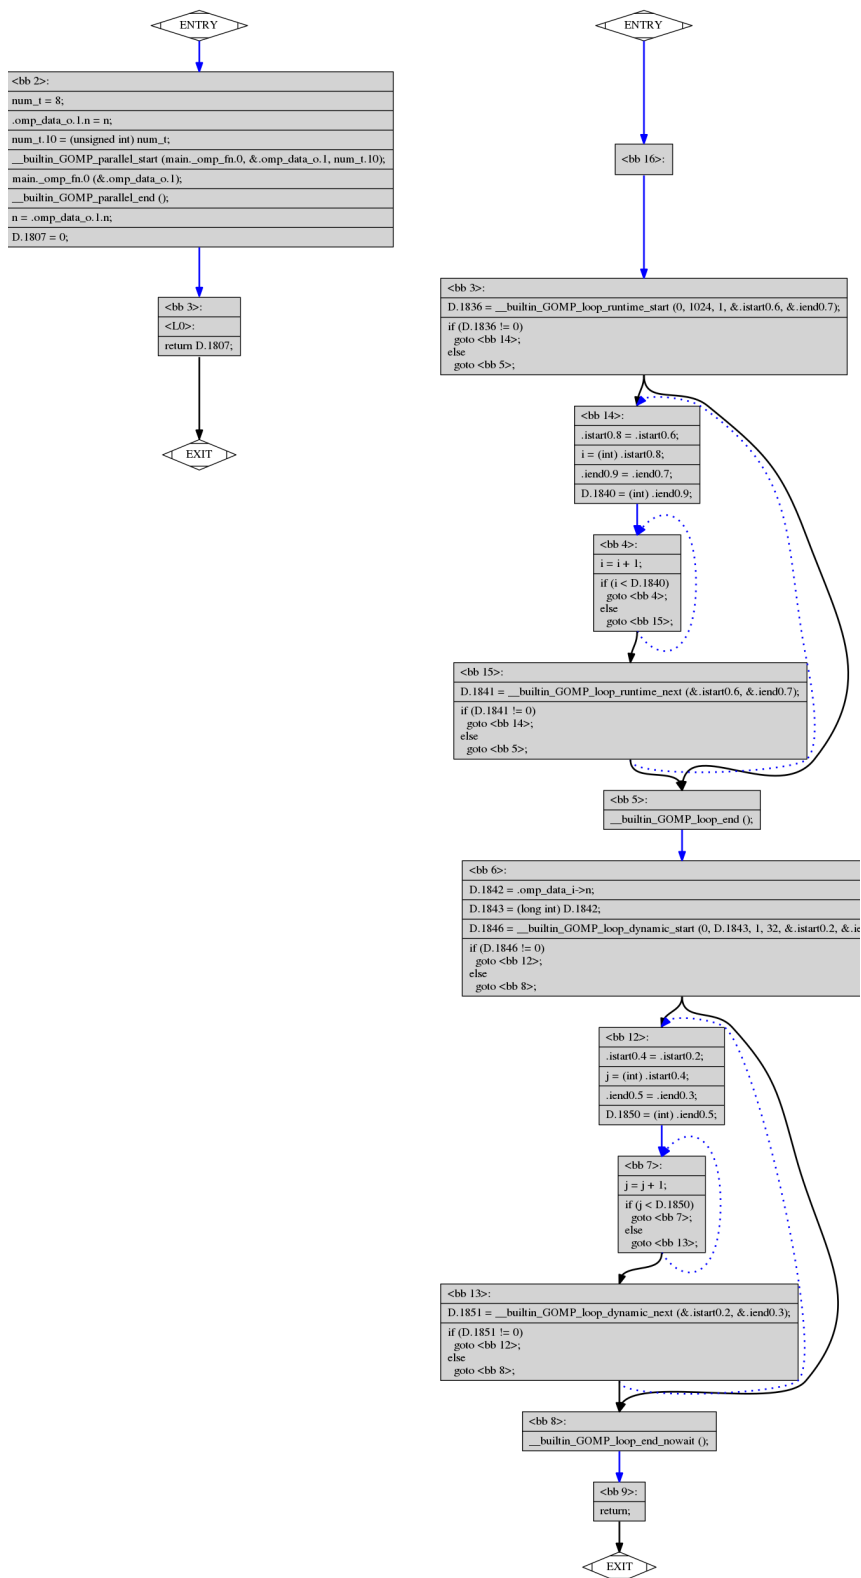 ENTRY
<bb 2>:
num_t = 8;
.omp_data_o.1.n = n;
num_t.10 = (unsigned int) num_t;
__builtin_GOMP_parallel_start (main._omp_fn.0, &.omp_data_o.1, num_t.10);
main._omp_fn.0 (&.omp_data_o.1);
__builtin_GOMP_parallel_end ();
n = .omp_data_o.1.n;
D.1807 = 0;
<bb 3>:
<L0>:
return D.1807;
EXIT
ENTRY
<bb 16>:
<bb 3>:
D.1836 = __builtin_GOMP_loop_runtime_start (0, 1024, 1, &.istart0.6, &.iend0.7);
if (D.1836 != 0)
goto <bb 14>;
else
goto <bb 5>;
<bb 14>:
.istart0.8 = .istart0.6;
i = (int) .istart0.8;
.iend0.9 = .iend0.7;
D.1840 = (int) .iend0.9;
<bb 4>:
i = i + 1;
if (i < D.1840)
goto <bb 4>;
else
goto <bb 15>;
<bb 15>:
D.1841 = __builtin_GOMP_loop_runtime_next (&.istart0.6, &.iend0.7);
if (D.1841 != 0)
goto <bb 14>;
else
goto <bb 5>;
<bb 5>:
__builtin_GOMP_loop_end ();
<bb 6>:
D.1842 = .omp_data_i->n;
D.1843 = (long int) D.1842;
D.1846 = __builtin_GOMP_loop_dynamic_start (0, D.1843, 1, 32, &.istart0.2, &.ie
if (D.1846 != 0)
goto <bb 12>;
else
goto <bb 8>;
<bb 12>:
.istart0.4 = .istart0.2;
j = (int) .istart0.4;
.iend0.5 = .iend0.3;
D.1850 = (int) .iend0.5;
<bb 7>:
j = j + 1;
if (j < D.1850)
goto <bb 7>;
else
goto <bb 13>;
<bb 13>:
D.1851 = __builtin_GOMP_loop_dynamic_next (&.istart0.2, &.iend0.3);
if (D.1851 != 0)
goto <bb 12>;
else
goto <bb 8>;
<bb 8>:
__builtin_GOMP_loop_end_nowait ();
<bb 9>:
return;
EXIT